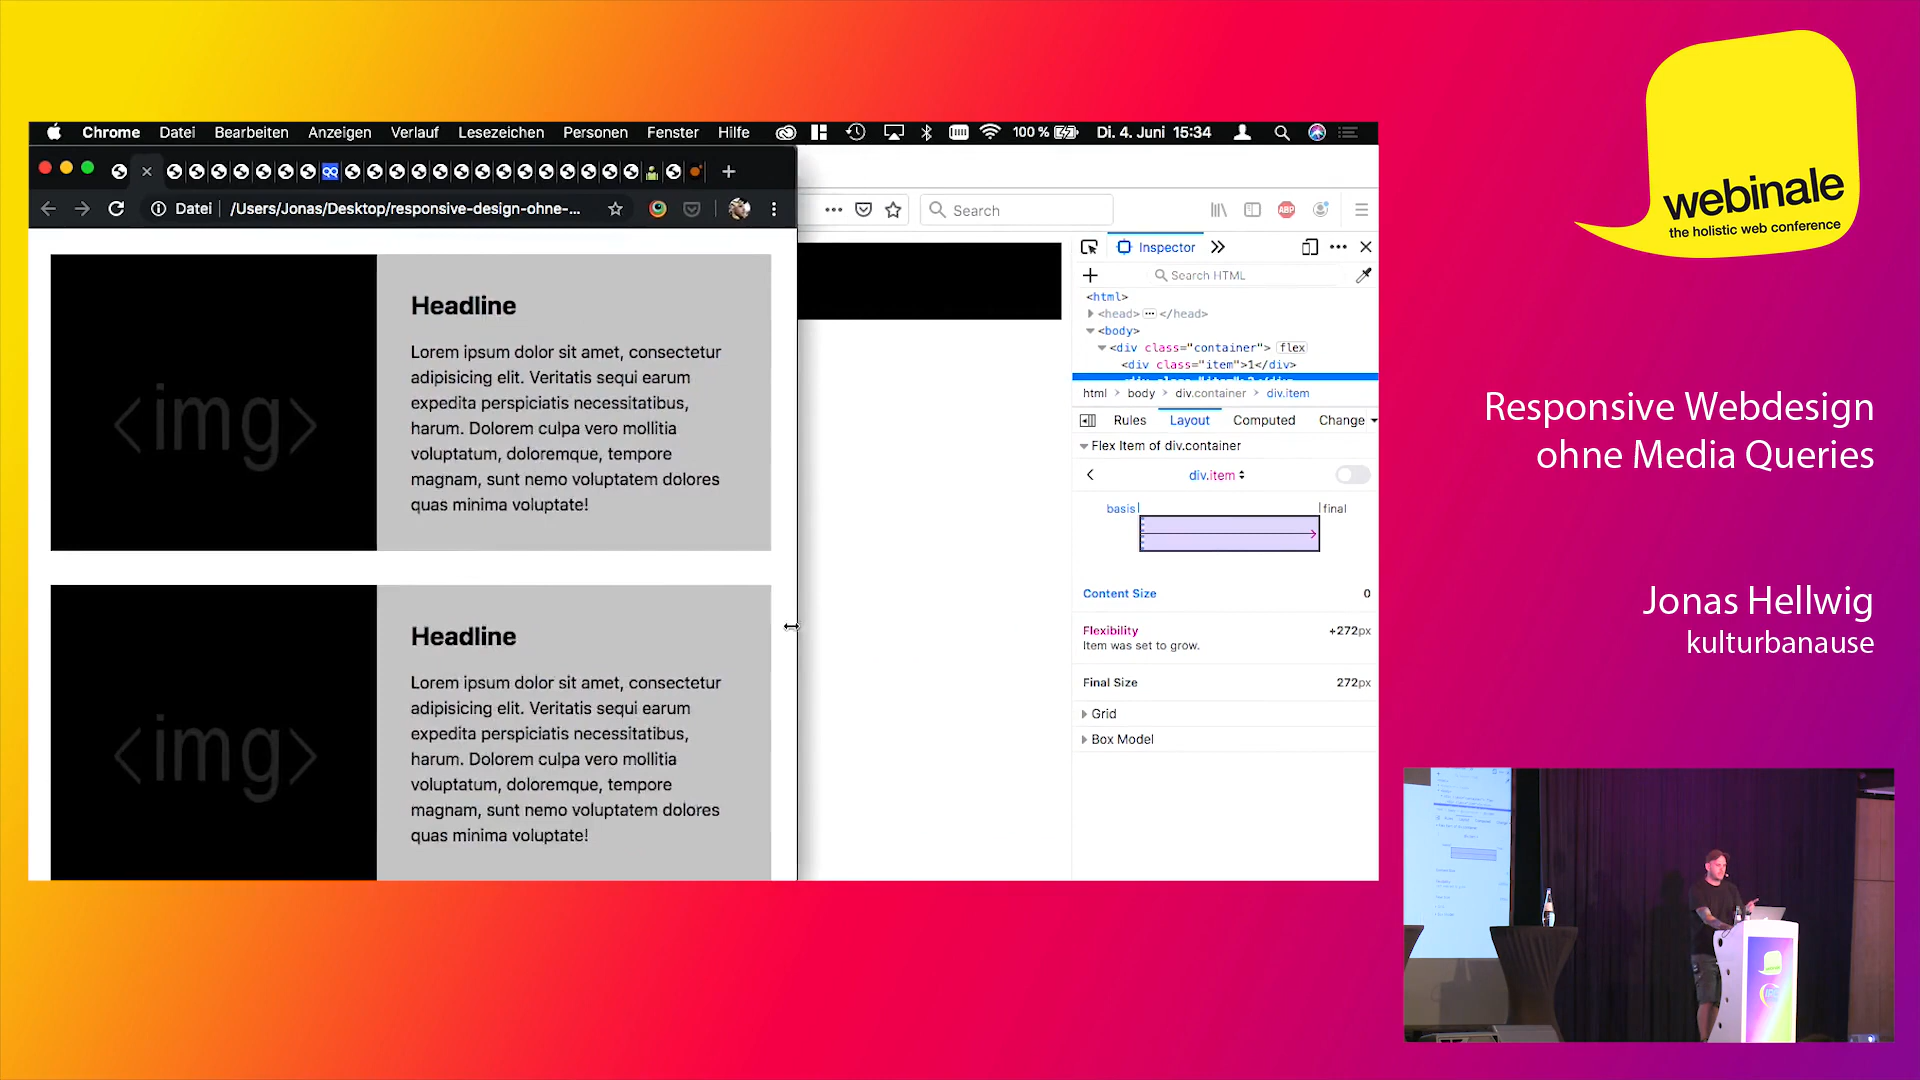 Chrome Datei Bearbeiten Anzeigen Verlauf Lesezeichen Personen Fenster Hilfe 100 % Di. 4. Juni 15:34
Datei /Users/Jonas/Desktop/responsive-design-ohne-...
Search
Headline
Lorem ipsum dolor sit amet, consectetur
adipisicing elit. Veritatis sequi earum
expedita perspiciatis necessitatibus,
harum. Dolorem culpa vero mollitia
voluptatum, doloremque, tempore
magnam, sunt nemo voluptatem dolores
quas minima voluptate!
<img>
Headline
Lorem ipsum dolor sit amet, consectetur
adipisicing elit. Veritatis sequi earum
expedita perspiciatis necessitatibus,
harum. Dolorem culpa vero mollitia
voluptatum, doloremque, tempore
magnam, sunt nemo voluptatem dolores
quas minima voluptate!
<img>
ABP
Inspector
Search HTML
<html>
<head> </head>
<body>
<div class="container"> flex
<div class="item">1</div>
html body div.container div.item
Rules Layout Computed Change
Flex Item of div.container
div.item
basis final
Content Size 0
Flexibility +272px
Item was set to grow.
Final Size 272px
Grid
Box Model
webinale
the holistic web conference
Responsive Webdesign
ohne Media Queries
Jonas Hellwig
kulturbanause